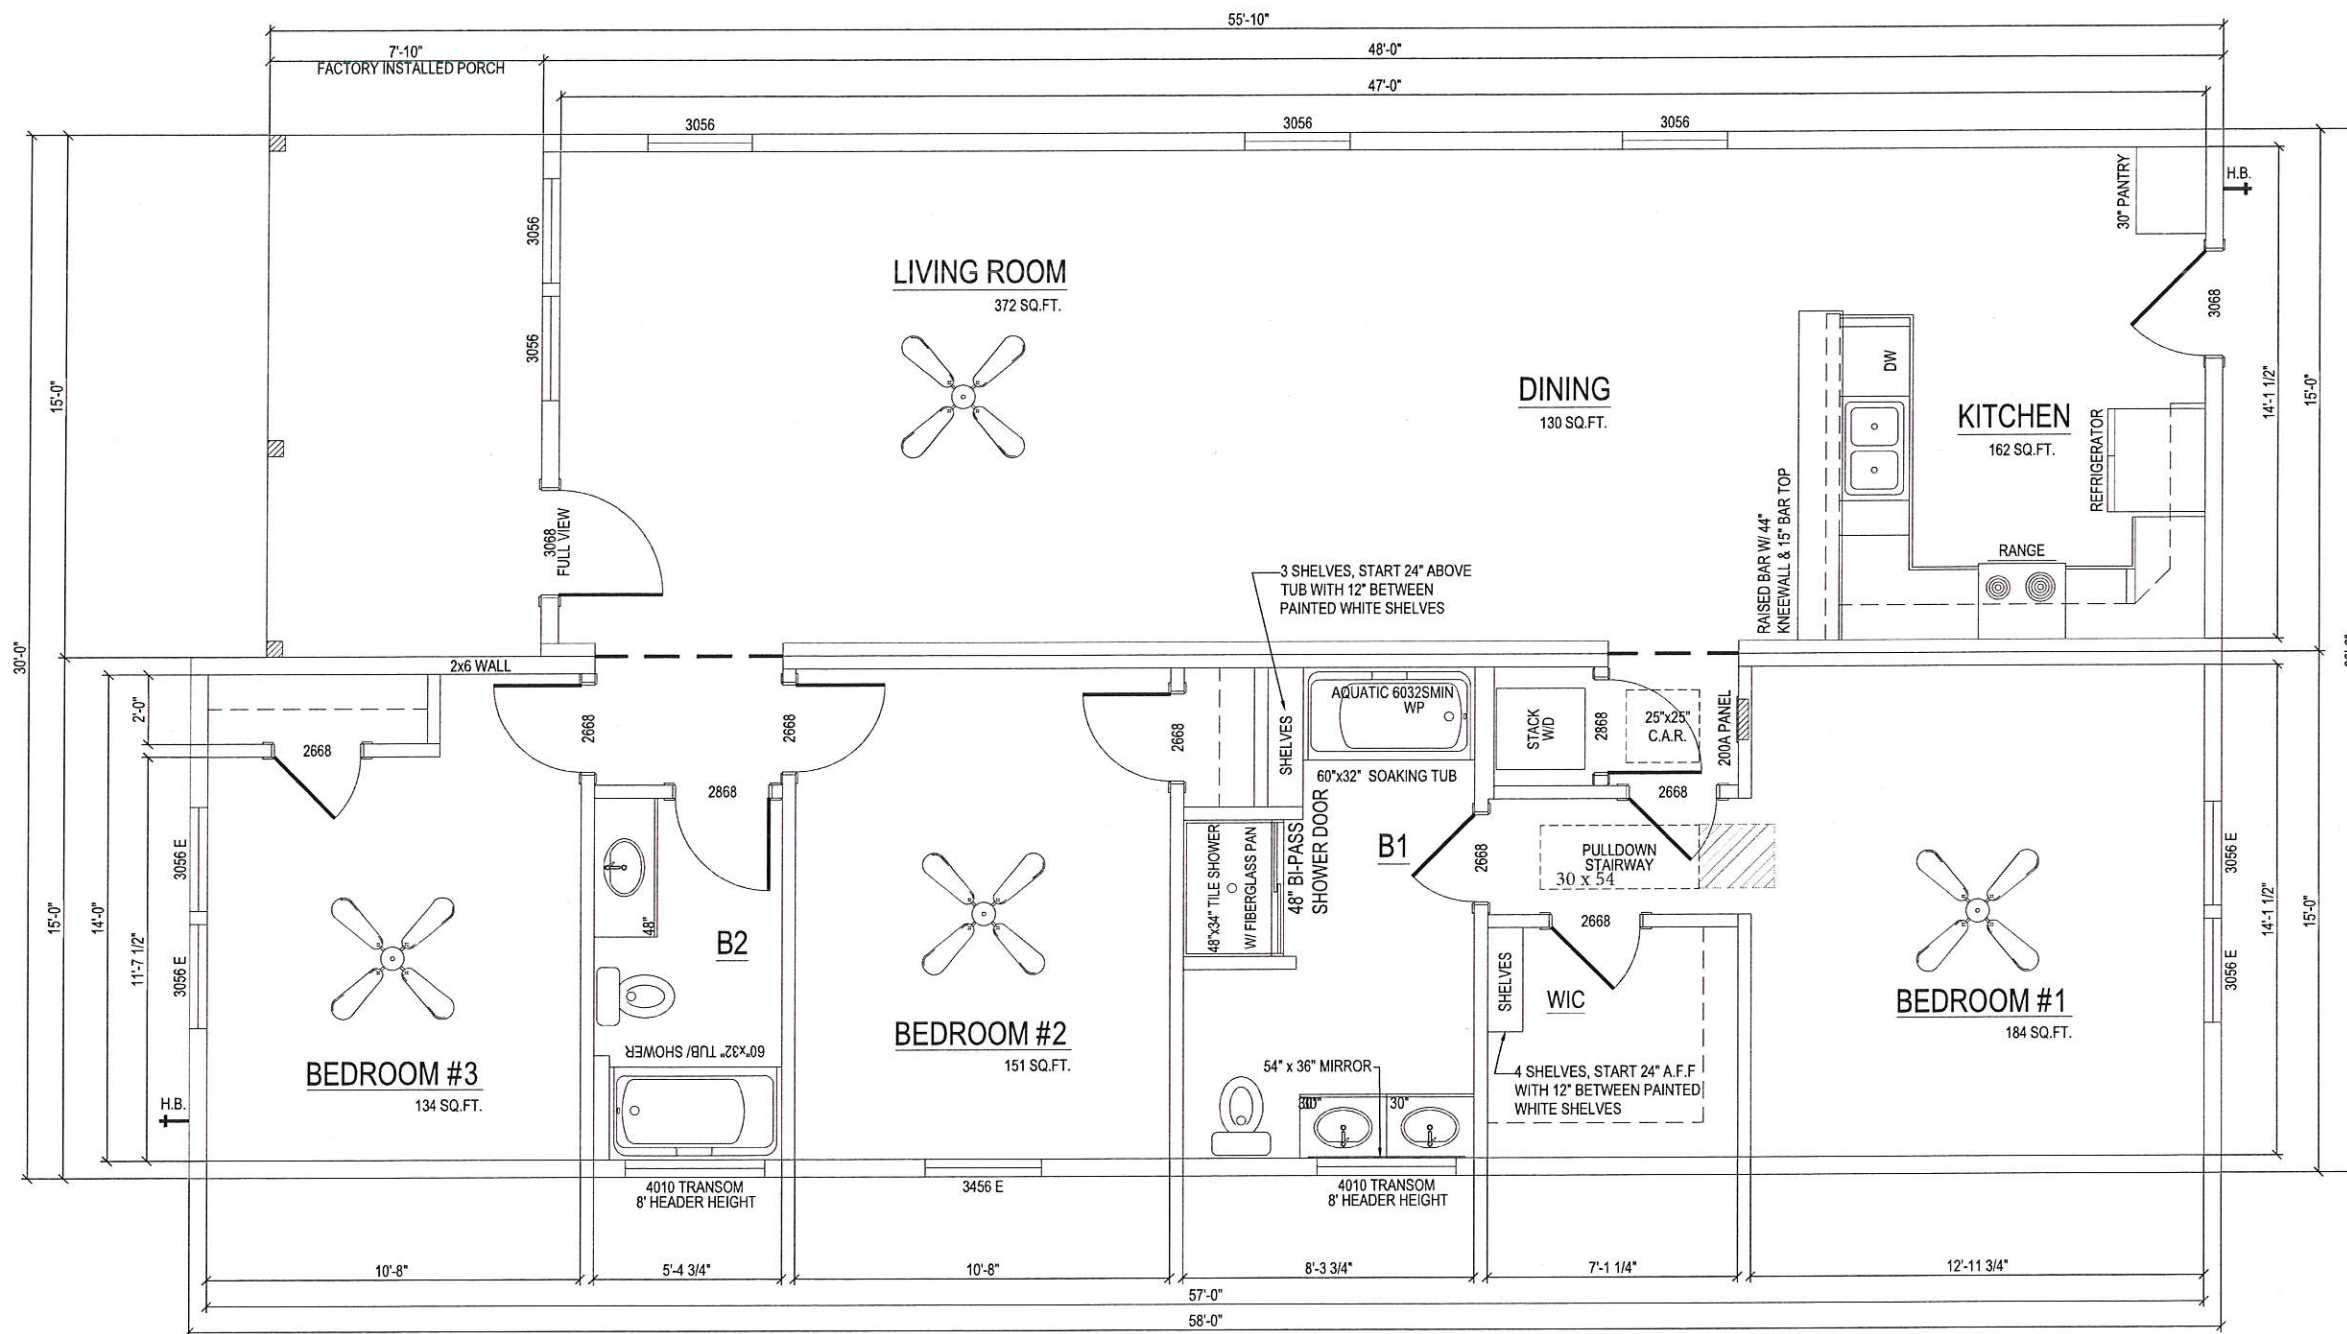 55'-10"
7'-10"
FACTORY INSTALLED PORCH
48'-0"
47'-0"
3056
3056
3056
30" PANTRY
H.B.
3056
3056
3068
LIVING ROOM
372 SQ.FT.
DINING
130 SQ.FT.
DW
KITCHEN
162 SQ.FT.
REFRIGERATOR
RANGE
RAISED BAR W/ 44"
KNEEWALL & 15" BAR TOP
14'-1 1/2"
15'-0"
15'-0"
30'-0"
3068
FULL VIEW
3 SHELVES, START 24" ABOVE
TUB WITH 12" BETWEEN
PAINTED WHITE SHELVES
2x6 WALL
2'-0"
2668
2668
2668
2868
2668
SHELVES
AQUATIC 6032SMIN
WP
60"x32" SOAKING TUB
STACK
W/D
2868
25"x25"
C.A.R.
200A PANEL
2668
48"x34" TILE SHOWER
W/ FIBERGLASS PAN
48" BI-PASS
SHOWER DOOR
B1
2668
PULLDOWN
STAIRWAY
30 x 54
2668
3056 E
3056 E
15'-0"
14'-0"
11'-7 1/2"
48"
B2
3056 E
3056 E
14'-1 1/2"
15'-0"
SHELVES
WIC
BEDROOM #1
184 SQ.FT.
BEDROOM #2
151 SQ.FT.
60"x32" TUB/ SHOWER
BEDROOM #3
134 SQ.FT.
H.B.
54" x 36" MIRROR
30"
4 SHELVES, START 24" A.F.F
WITH 12" BETWEEN PAINTED
WHITE SHELVES
4010 TRANSOM
8' HEADER HEIGHT
3456 E
4010 TRANSOM
8' HEADER HEIGHT
10'-8"
5'-4 3/4"
10'-8"
8'-3 3/4"
7'-1 1/4"
12'-11 3/4"
57'-0"
58'-0"